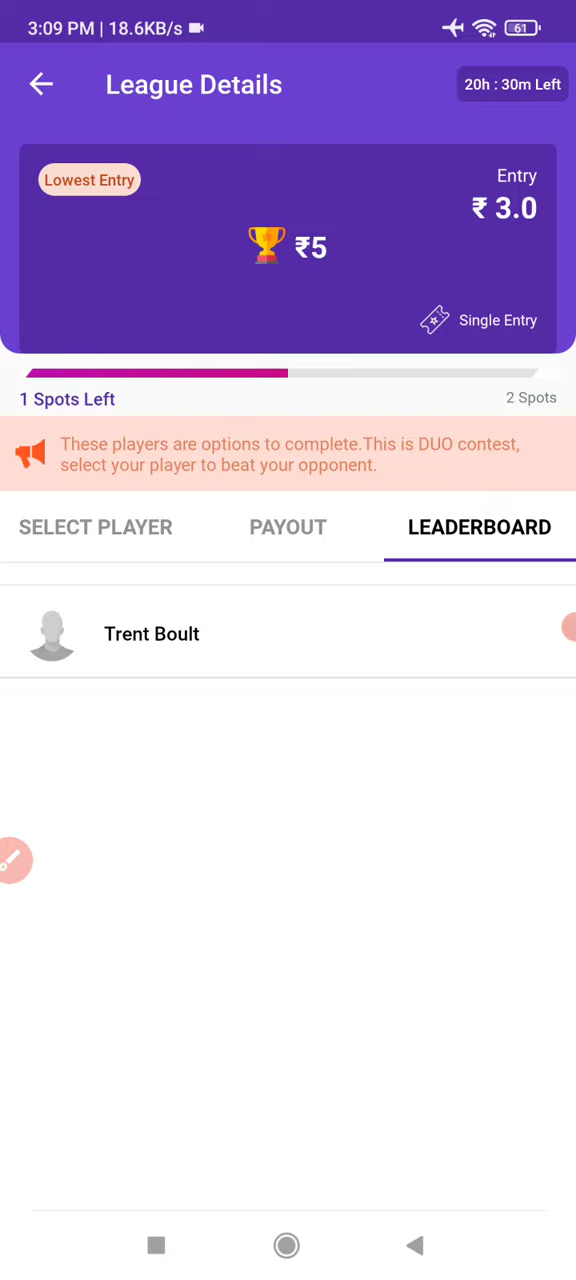 3:09 PM | 18.6KB/s
61
League Details
20h : 30m Left
Lowest Entry
Entry
₹ 3.0
₹5
Single Entry
1 Spots Left
2 Spots
These players are options to complete.This is DUO contest,
select your player to beat your opponent.
SELECT PLAYER
PAYOUT
LEADERBOARD
Trent Boult